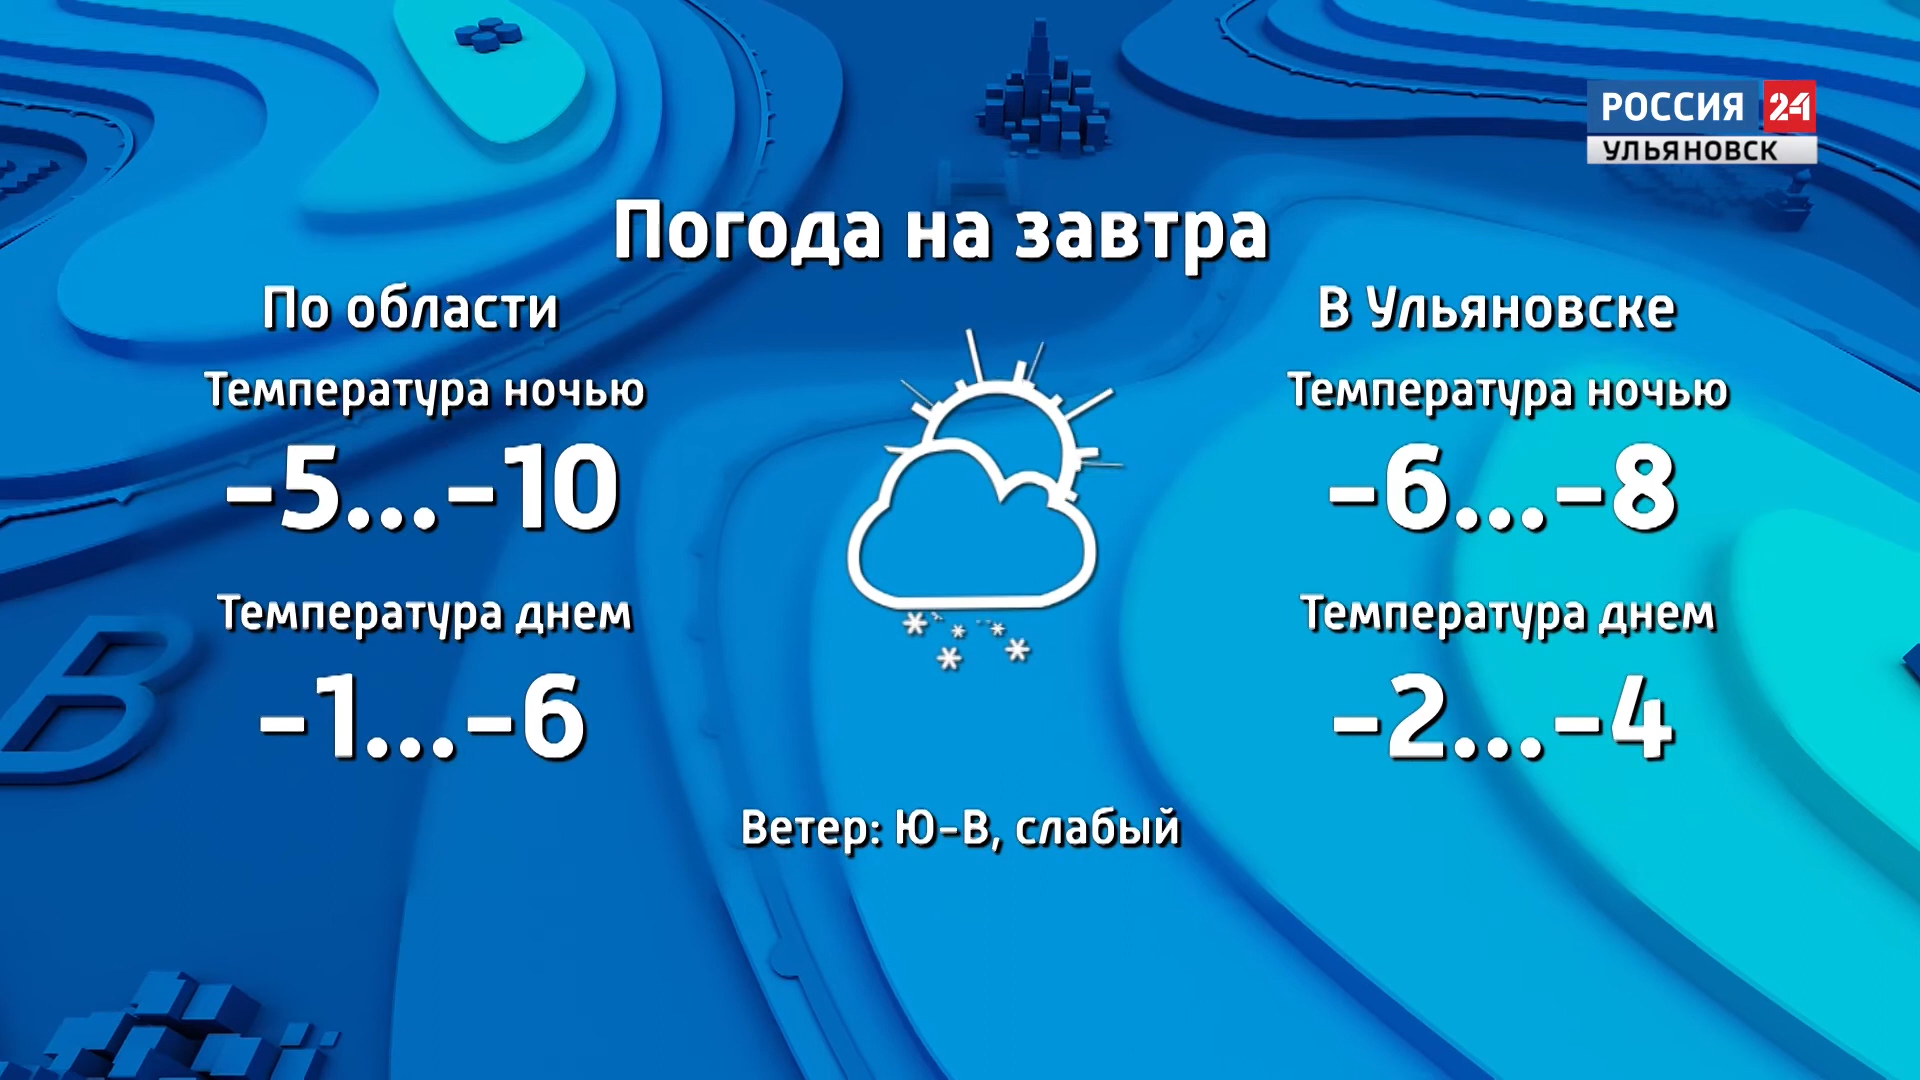 РОССИЯ 24
УЛЬЯНОВСК
Погода на завтра
По области
Температура ночью
-5...-10
Температура днем
-1...-6
В Ульяновске
Температура ночью
-6...-8
Температура днем
-2...-4
Ветер: Ю-В, слабый
В